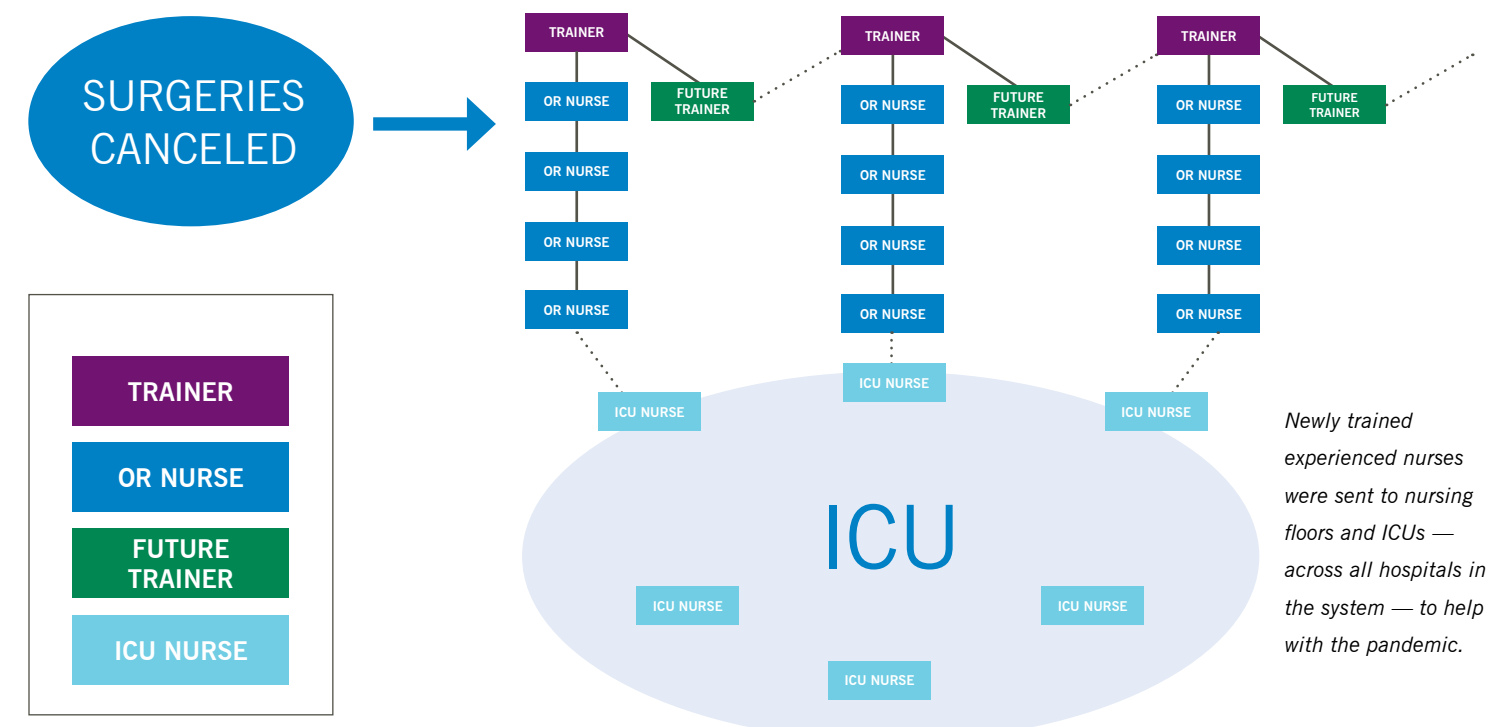 SURGERIES
CANCELED
TRAINER
OR NURSE
OR NURSE
OR NURSE
OR NURSE
FUTURE
TRAINER
TRAINER
OR NURSE
OR NURSE
OR NURSE
OR NURSE
FUTURE
TRAINER
TRAINER
OR NURSE
OR NURSE
OR NURSE
OR NURSE
FUTURE
TRAINER
TRAINER
OR NURSE
FUTURE
TRAINER
ICU NURSE
ICU NURSE
ICU NURSE
ICU NURSE
ICU
ICU NURSE
ICU NURSE
ICU NURSE
Newly trained
experienced nurses
were sent to nursing
floors and ICUs —
across all hospitals in
the system — to help
with the pandemic.